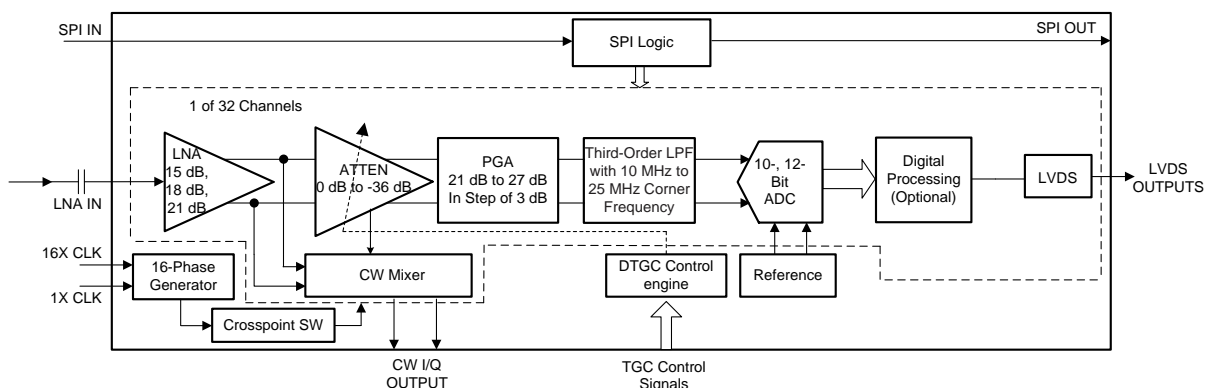 SPI IN
SPI Logic
SPI OUT
1 of 32 Channels
LNA
15 dB,
18 dB,
21 dB
ATTEN
0 dB to -36 dB
PGA
21 dB to 27 dB
In Step of 3 dB
Third-Order LPF
with 10 MHz to
25 MHz Corner
Frequency
10-, 12-
Bit
ADC
Digital
Processing
(Optional)
LVDS
LVDS
OUTPUTS
LNA IN
16X CLK
1X CLK
16-Phase
Generator
CW Mixer
DTGC Control
engine
Reference
Crosspoint SW
CW I/Q
OUTPUT
TGC Control
Signals